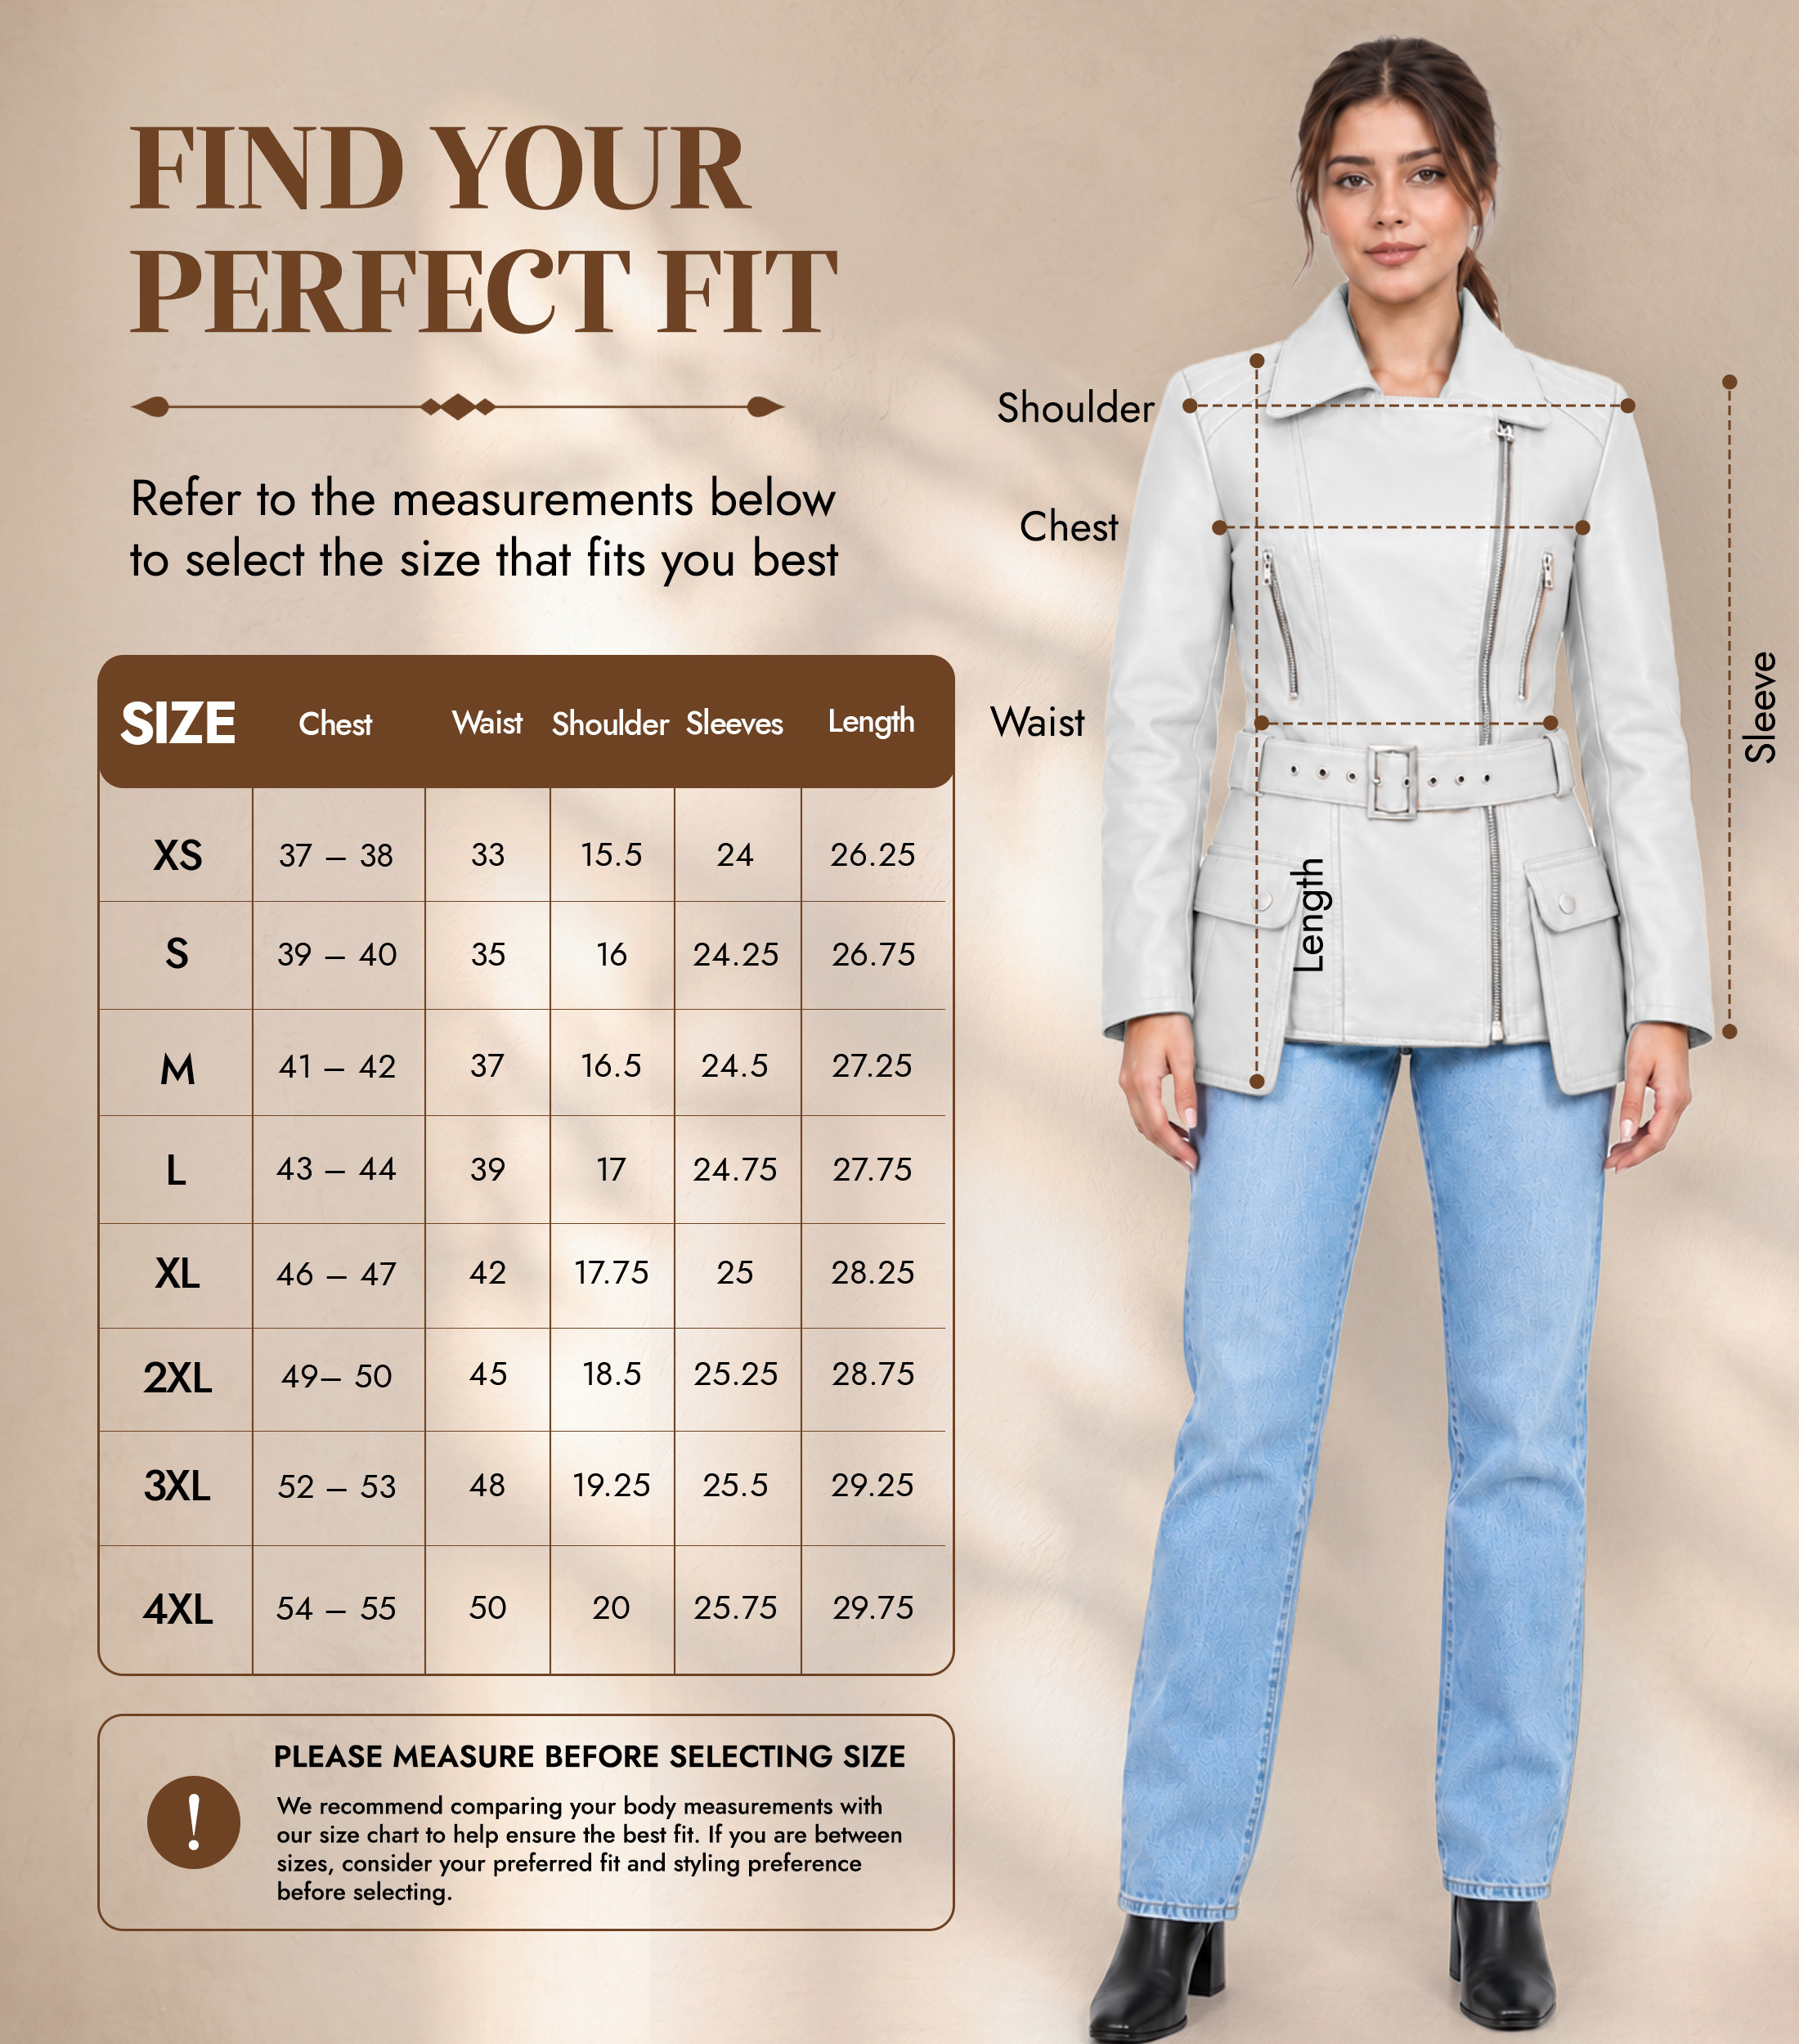 FIND YOUR
PERFECT FIT
Refer to the measurements below
to select the size that fits you best
SIZE Chest Waist Shoulder Sleeves Length
XS 37 – 38 33 15.5 24 26.25
S 39 – 40 35 16 24.25 26.75
M 41 – 42 37 16.5 24.5 27.25
L 43 – 44 39 17 24.75 27.75
XL 46 – 47 42 17.75 25 28.25
2XL 49– 50 45 18.5 25.25 28.75
3XL 52 – 53 48 19.25 25.5 29.25
4XL 54 – 55 50 20 25.75 29.75
!
PLEASE MEASURE BEFORE SELECTING SIZE
We recommend comparing your body measurements with
our size chart to help ensure the best fit. If you are between
sizes, consider your preferred fit and styling preference
before selecting.
Shoulder
Chest
Waist
Length
Sleeve